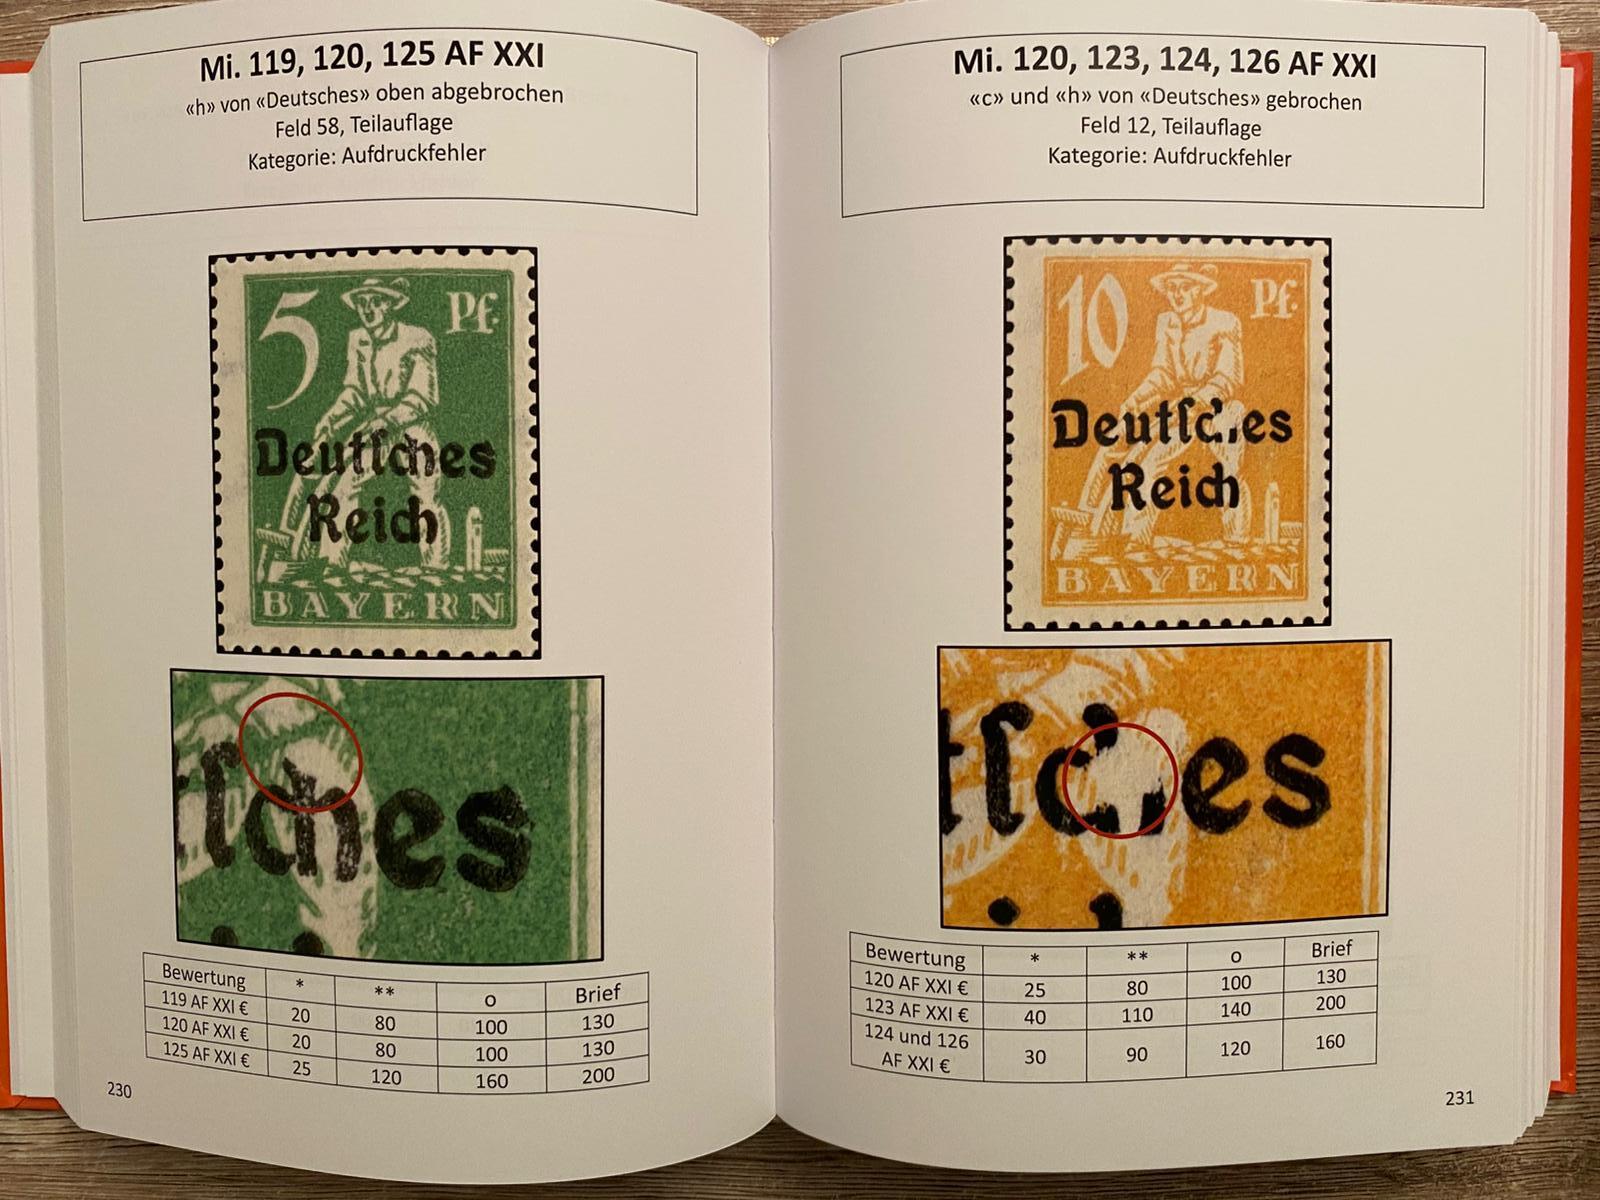 Mi. 119, 120, 125 AF XXI
«h» von «Deutsches» oben abgebrochen
Feld 58, Teilauflage
Kategorie: Aufdruckfehler
5 Pf.
Deutſches
Reich
BAYERN
ſches
Bewertung * ** o Brief
119 AF XXI € 20 80 100 130
120 AF XXI € 20 80 100 130
125 AF XXI € 25 120 160 200
230
Mi. 120, 123, 124, 126 AF XXI
«c» und «h» von «Deutsches» gebrochen
Feld 12, Teilauflage
Kategorie: Aufdruckfehler
10 Pf.
Deutſches
Reich
BAYERN
tſches
Bewertung * ** o Brief
120 AF XXI € 25 80 100 130
123 AF XXI € 40 110 140 200
124 und 126
AF XXI € 30 90 120 160
231